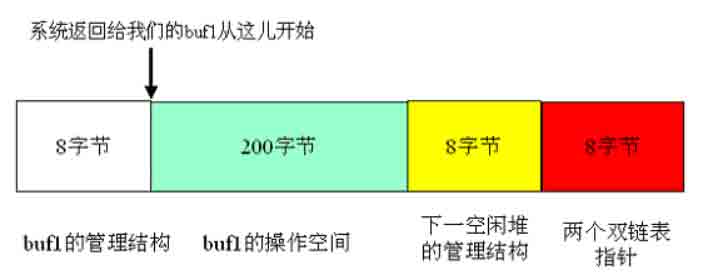 系统返回给我们的buf1从这儿开始
8字节
200字节
8字节
8字节
buf1的管理结构
buf1的操作空间
下一空闲堆
的管理结构
两个双链表
指针